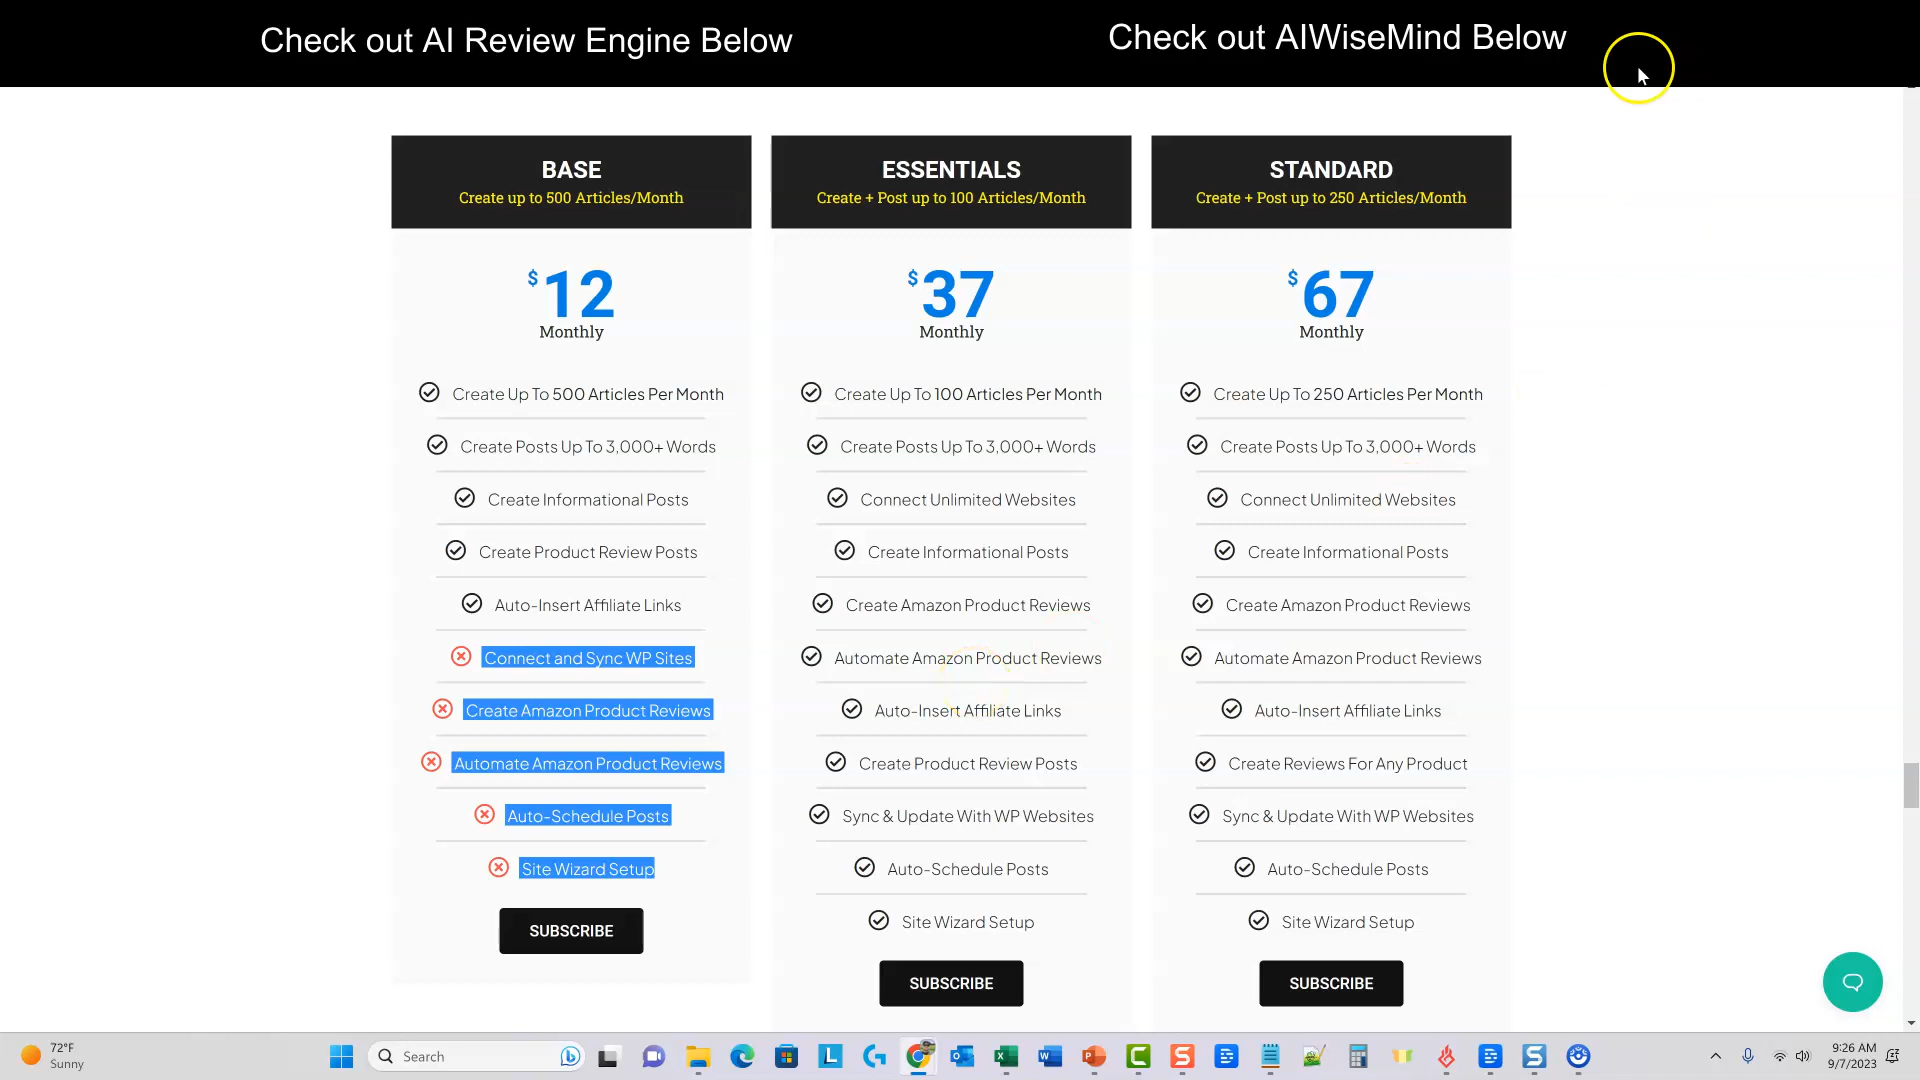 Check out AI Review Engine Below
Check out AIWiseMind Below
BASE
Create up to 500 Articles/Month
$12
Monthly
Create Up To 500 Articles Per Month
Create Posts Up To 3,000+ Words
Create Informational Posts
Create Product Review Posts
Auto-Insert Affiliate Links
Connect and Sync WP Sites
Create Amazon Product Reviews
Automate Amazon Product Reviews
Auto-Schedule Posts
Site Wizard Setup
SUBSCRIBE
ESSENTIALS
Create + Post up to 100 Articles/Month
$37
Monthly
Create Up To 100 Articles Per Month
Create Posts Up To 3,000+ Words
Connect Unlimited Websites
Create Informational Posts
Create Amazon Product Reviews
Automate Amazon Product Reviews
Auto-Insert Affiliate Links
Create Product Review Posts
Sync & Update With WP Websites
Auto-Schedule Posts
Site Wizard Setup
SUBSCRIBE
STANDARD
Create + Post up to 250 Articles/Month
$67
Monthly
Create Up To 250 Articles Per Month
Create Posts Up To 3,000+ Words
Connect Unlimited Websites
Create Informational Posts
Create Amazon Product Reviews
Automate Amazon Product Reviews
Auto-Insert Affiliate Links
Create Reviews For Any Product
Sync & Update With WP Websites
Auto-Schedule Posts
Site Wizard Setup
SUBSCRIBE
72°F
Sunny
Search
9:26 AM
9/7/2023